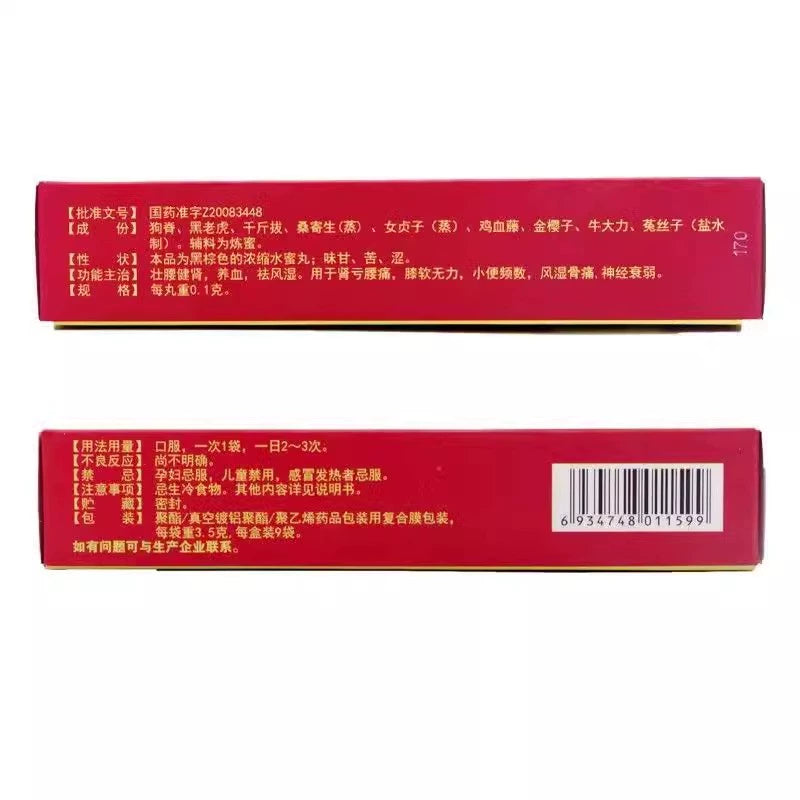 【批准文号】 国药准字Z20083448
【成　份】 狗脊、黑老虎、千斤拔、桑寄生(蒸)、女贞子（蒸）、鸡血藤、金樱子、牛大力、菟丝子（盐水
制）。辅料为炼蜜。
【性　状】 本品为黑棕色的浓缩水蜜丸；味甘、苦、涩。
【功能主治】 壮腰健肾，养血，祛风湿。用于肾亏腰痛，膝软无力，小便频数，风湿骨痛,神经衰弱。
【规　格】 每丸重0.1克。
170
【用法用量】 口服，一次1袋，一日2～3次。
【不良反应】 尚不明确。
【禁　忌】 孕妇忌服，儿童禁用，感冒发热者忌服。
【注意事项】 忌生冷食物。其他内容详见说明书。
【贮　藏】 密封。
【包　装】 聚酯/真空镀铝聚酯/聚乙烯药品包装用复合膜包装，
每袋重3.5克,每盒装9袋。
如有问题可与生产企业联系。
6 934748 011599